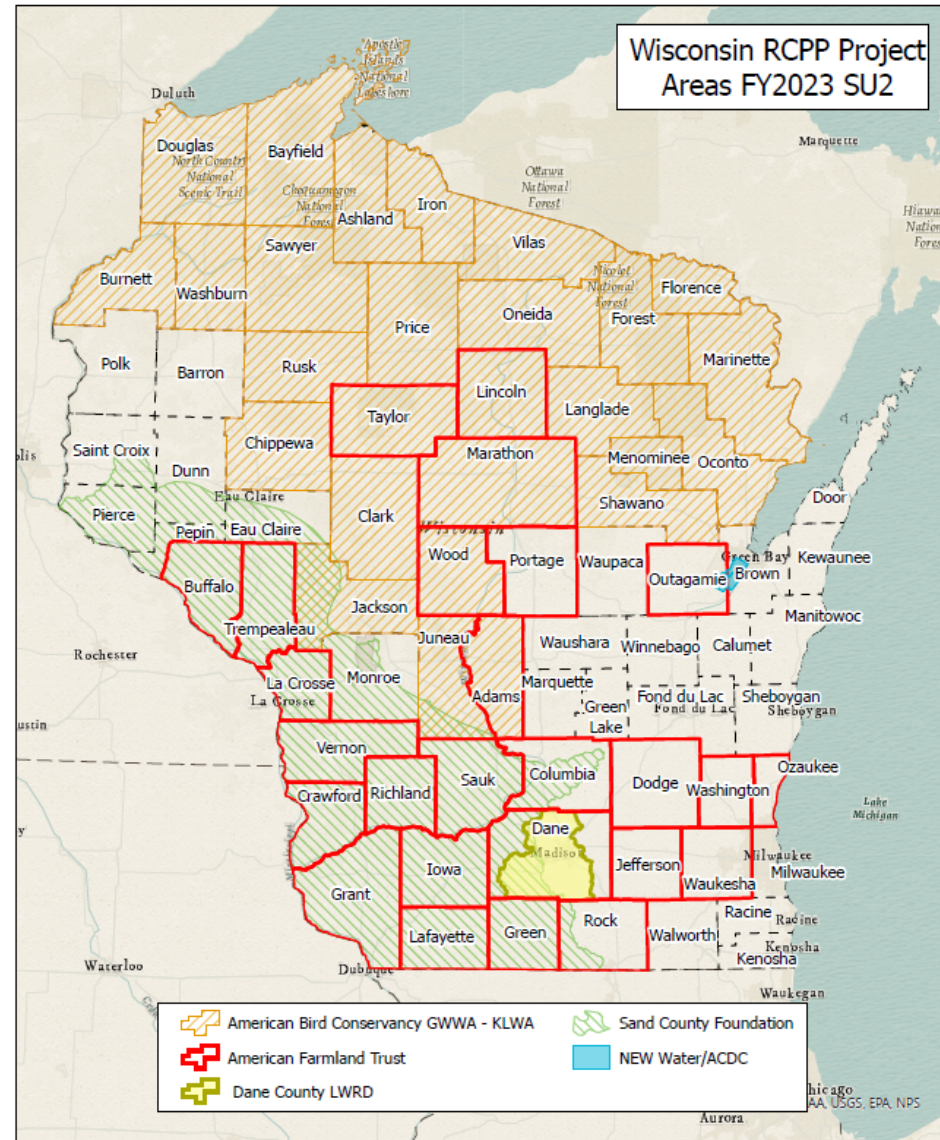 Wisconsin RCPP Project
Areas FY2023 SU2
Apostle
Islands
National
Lakeshore
Duluth
Marquette
Douglas
North Country
National
Scenic Trail
Bayfield
Chequamegon
National
Forest
Ashland
Iron
Ottawa
National
Forest
Vilas
Sawyer
Burnett
Washburn
Nicolet
National
Forest
Florence
Forest
Oneida
Price
Marinette
Polk
Barron
Rusk
Lincoln
Taylor
Langlade
Chippewa
Marathon
Saint Croix
Dunn
Menominee
Oconto
Eau Claire
Shawano
Door
Pierce
Pepin
Eau Claire
Clark
Wisconsin
Wood
Portage
Waupaca
Green Bay
Brown
Kewaunee
Outagamie
Buffalo
Jackson
Manitowoc
Trempealeau
Juneau
Waushara
Winnebago
Calumet
Rochester
La Crosse
La Crosse
Monroe
Adams
Marquette
Green
Lake
Fond du Lac
Fond du Lac
Sheboygan
Sheboygan
ustin
Vernon
Columbia
Dodge
Ozaukee
Sauk
Washington
Crawford
Richland
Lake
Michigan
Dane
Madison
Jefferson
Milwaukee
Milwaukee
Waukesha
Iowa
Grant
Rock
Racine
Racine
Lafayette
Green
Walworth
Kenosha
Kenosha
Waterloo
Dubuque
Waukegan
American Bird Conservancy GWWA - KLWA
Sand County Foundation
American Farmland Trust
NEW Water/ACDC
Dane County LWRD
hicago
AA, USGS, EPA, NPS
Aurora